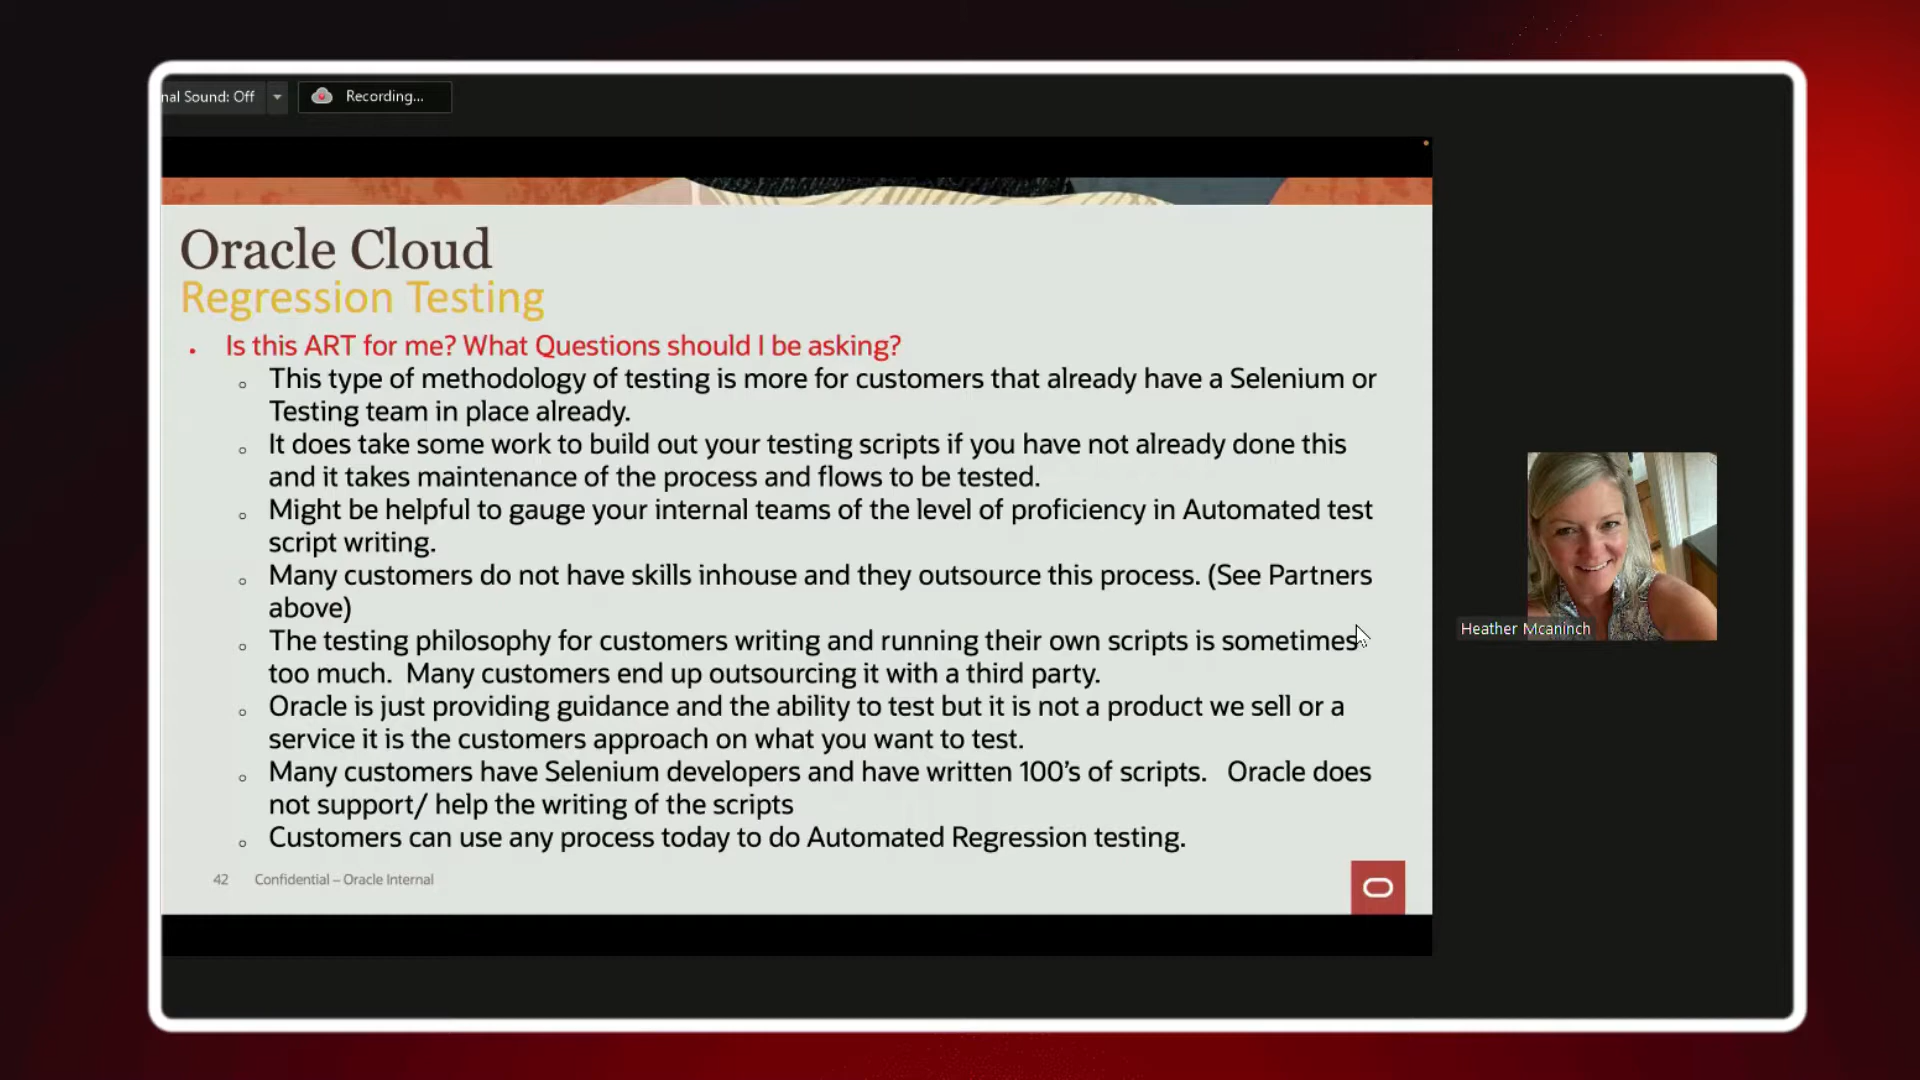 nal Sound: Off
Recording...
Oracle Cloud
Regression Testing
• Is this ART for me? What Questions should I be asking?
○ This type of methodology of testing is more for customers that already have a Selenium or
Testing team in place already.
○ It does take some work to build out your testing scripts if you have not already done this
and it takes maintenance of the process and flows to be tested.
○ Might be helpful to gauge your internal teams of the level of proficiency in Automated test
script writing.
○ Many customers do not have skills inhouse and they outsource this process. (See Partners
above)
○ The testing philosophy for customers writing and running their own scripts is sometimes
too much.  Many customers end up outsourcing it with a third party.
○ Oracle is just providing guidance and the ability to test but it is not a product we sell or a
service it is the customers approach on what you want to test.
○ Many customers have Selenium developers and have written 100's of scripts.   Oracle does
not support/ help the writing of the scripts
○ Customers can use any process today to do Automated Regression testing.
42 Confidential – Oracle Internal
Heather Mcaninch